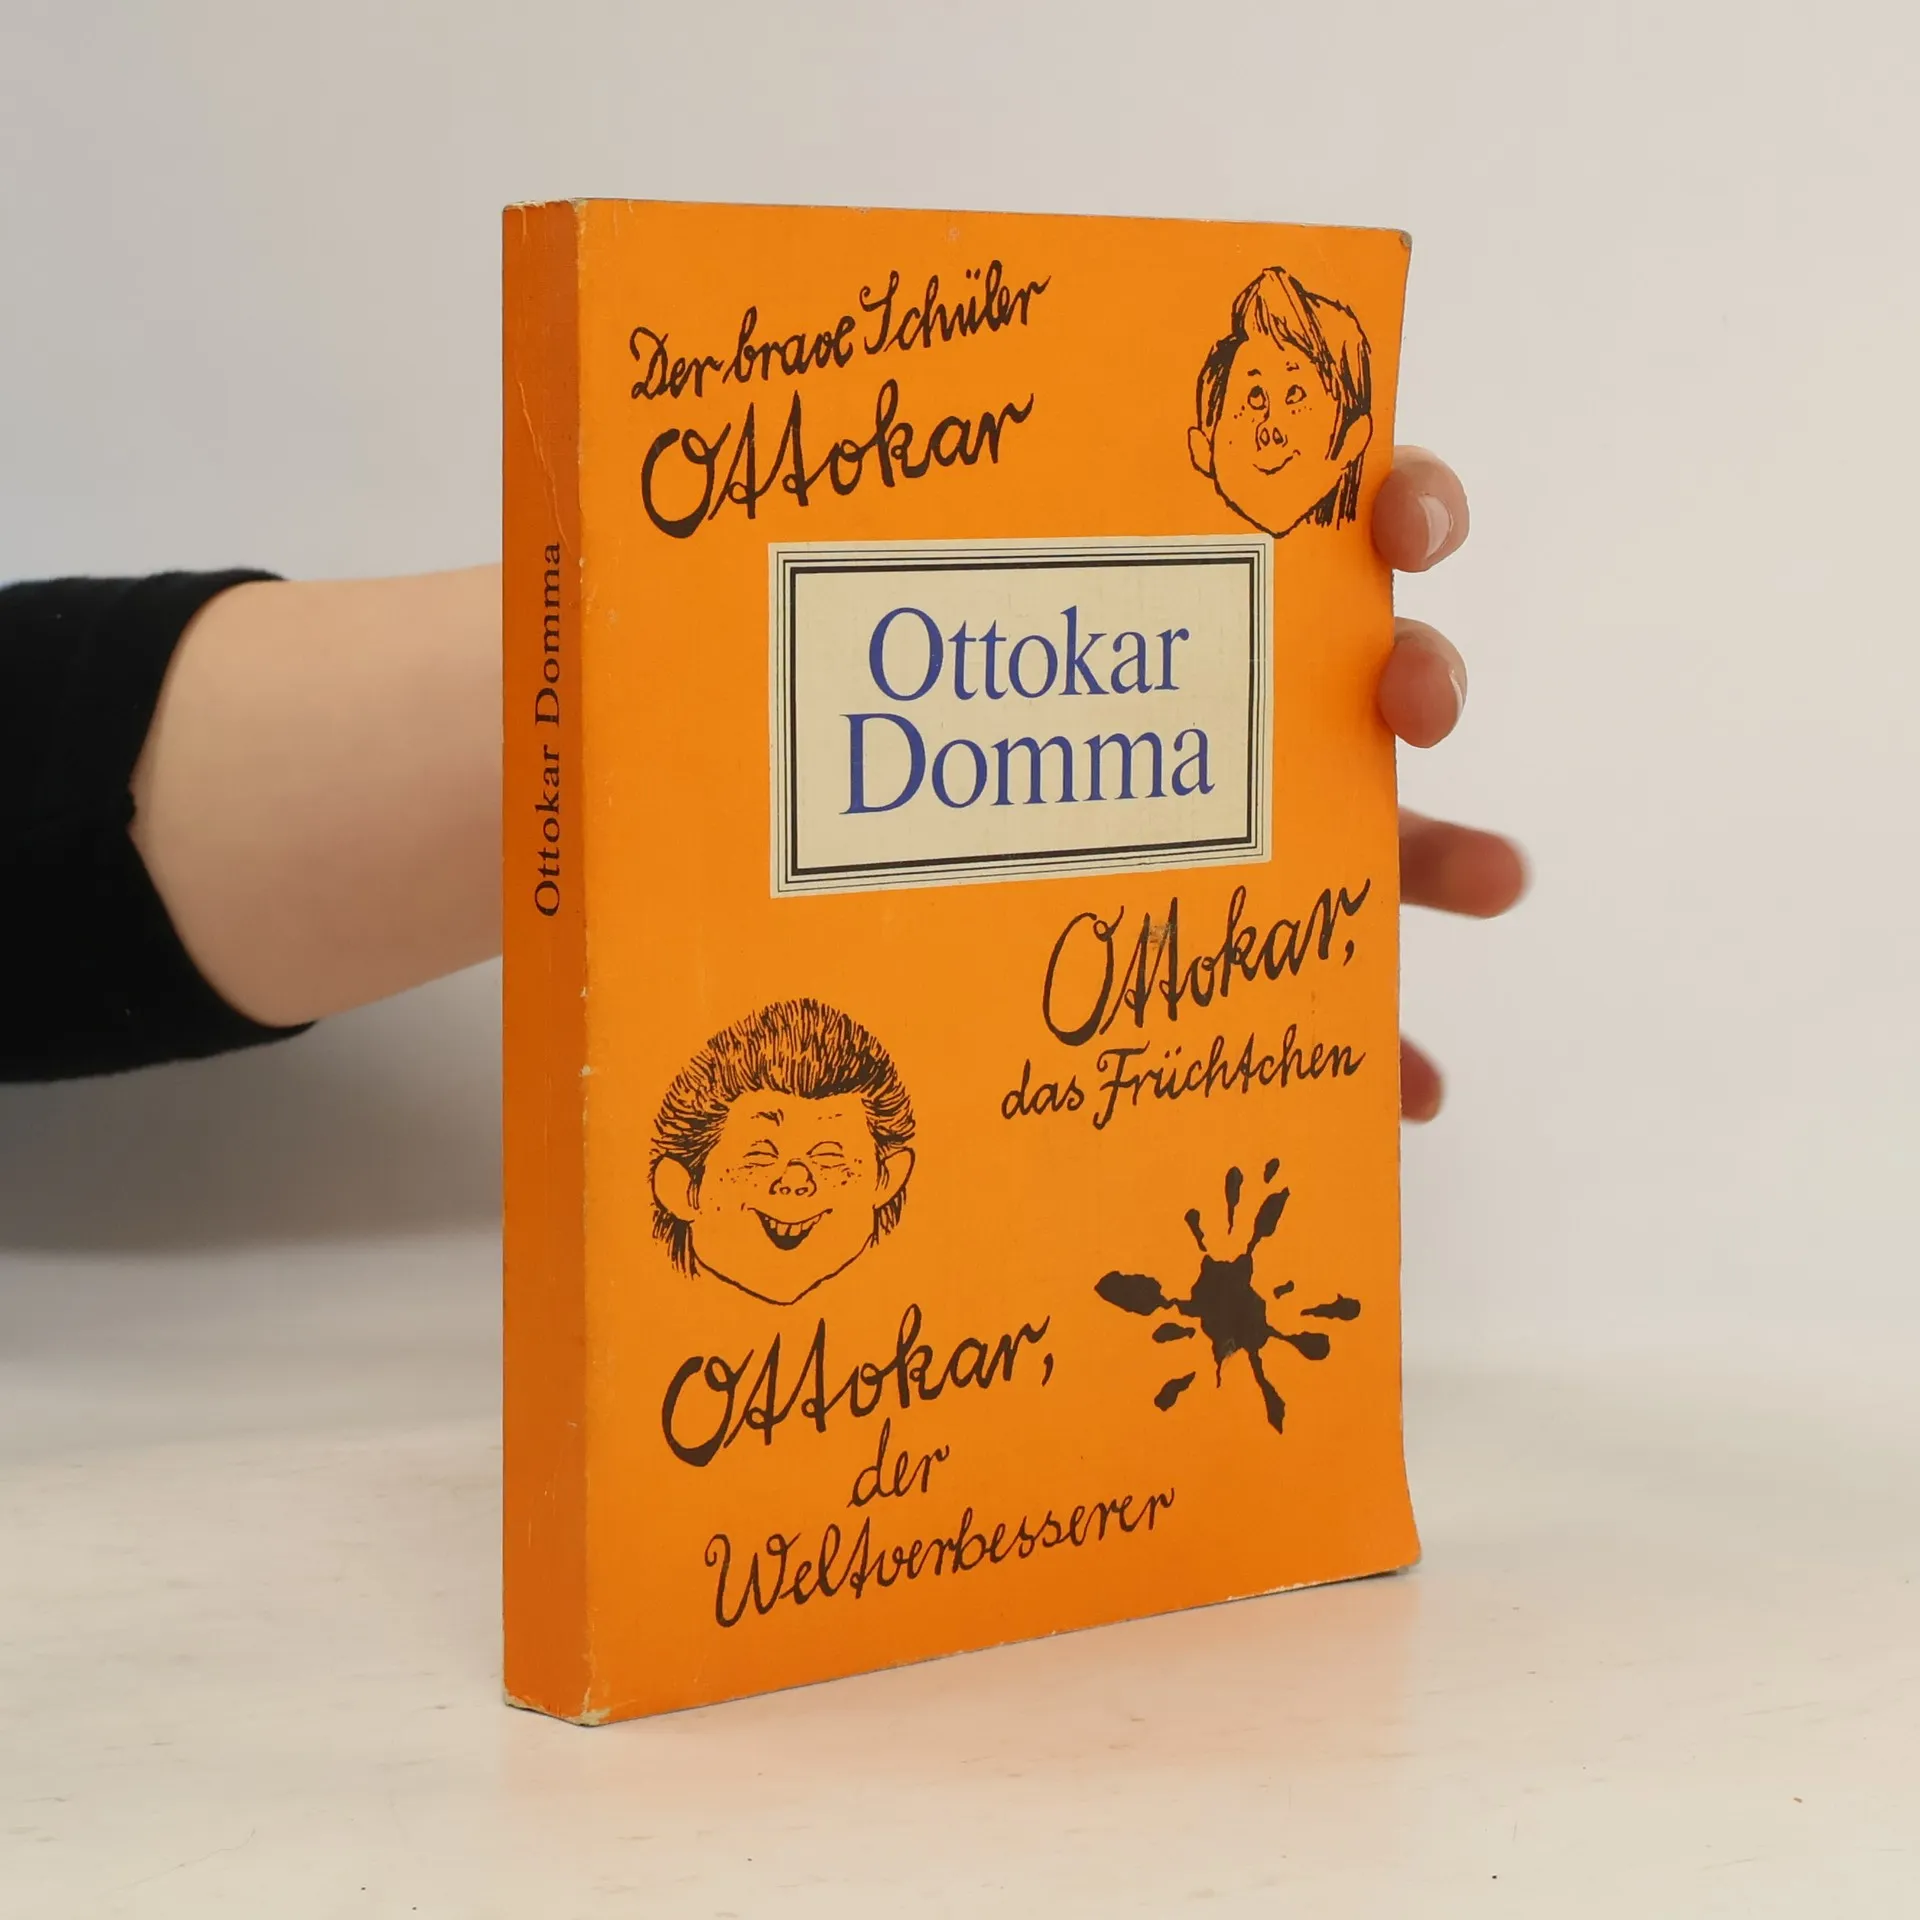 Der brave Schüler
Ottokar
Ottokar
Domma
Ottokar,
das Früchtchen
Ottokar,
der
Weltverbesserer
Ottokar Domma